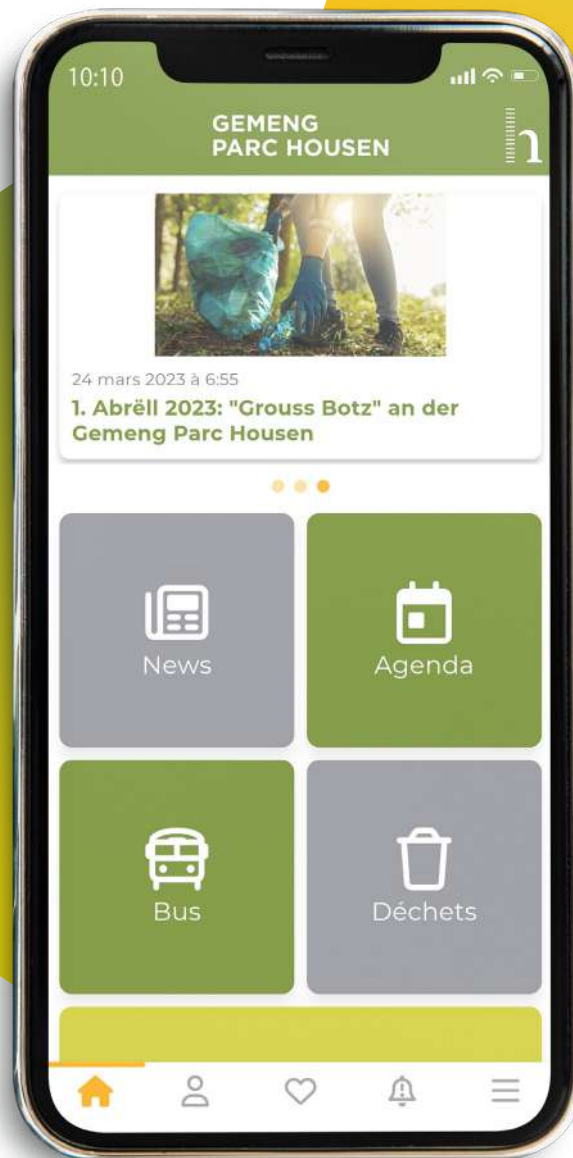 10:10
GEMENG
PARC HOUSEN
h
24 mars 2023 à 6:55
1. Abrëll 2023: "Grouss Botz" an der
Gemeng Parc Housen
News
Agenda
Bus
Déchets